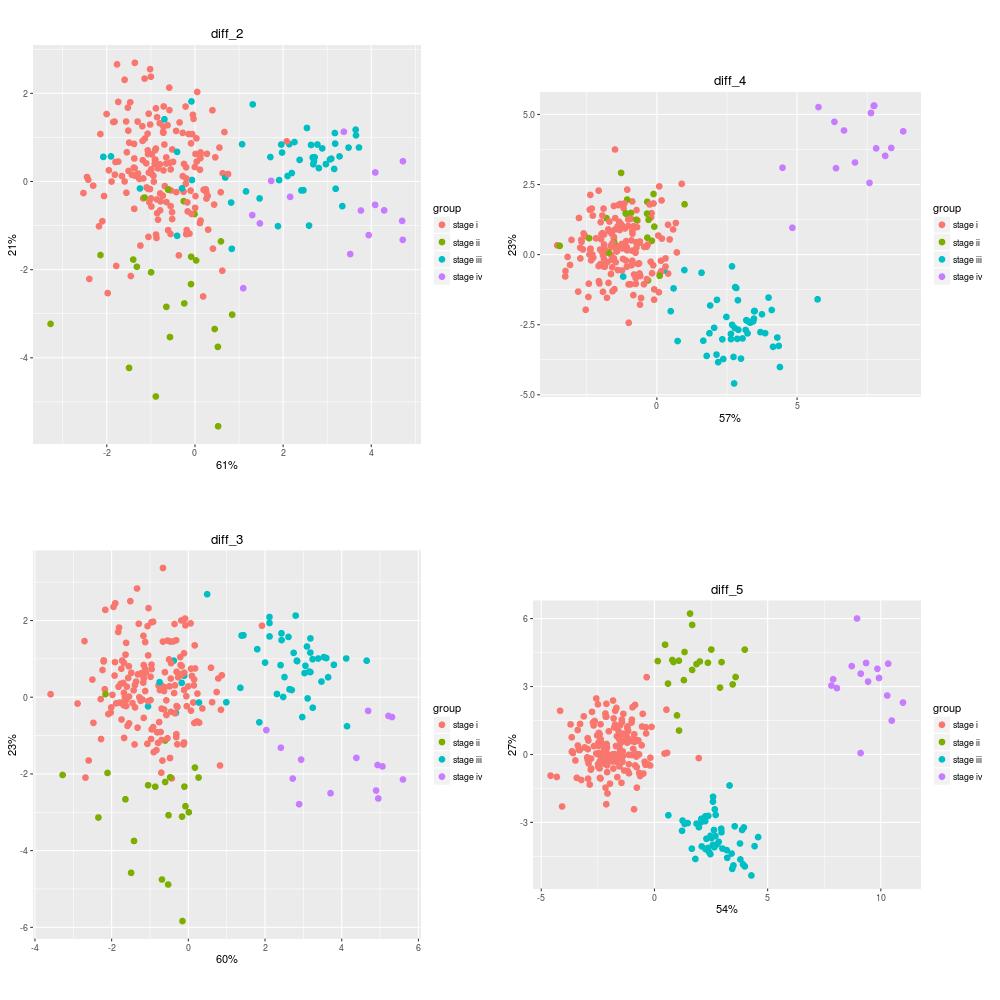 diff_2
2
0
-2
-4
21%
-2
0
2
4
61%
group
stage i
stage ii
stage iii
stage iv
diff_4
5.0
2.5
0.0
-2.5
-5.0
23%
0
5
57%
group
stage i
stage ii
stage iii
stage iv
diff_3
2
0
-2
-4
-6
23%
-4
-2
0
2
4
6
60%
group
stage i
stage ii
stage iii
stage iv
diff_5
6
3
0
-3
27%
-5
0
5
10
54%
group
stage i
stage ii
stage iii
stage iv